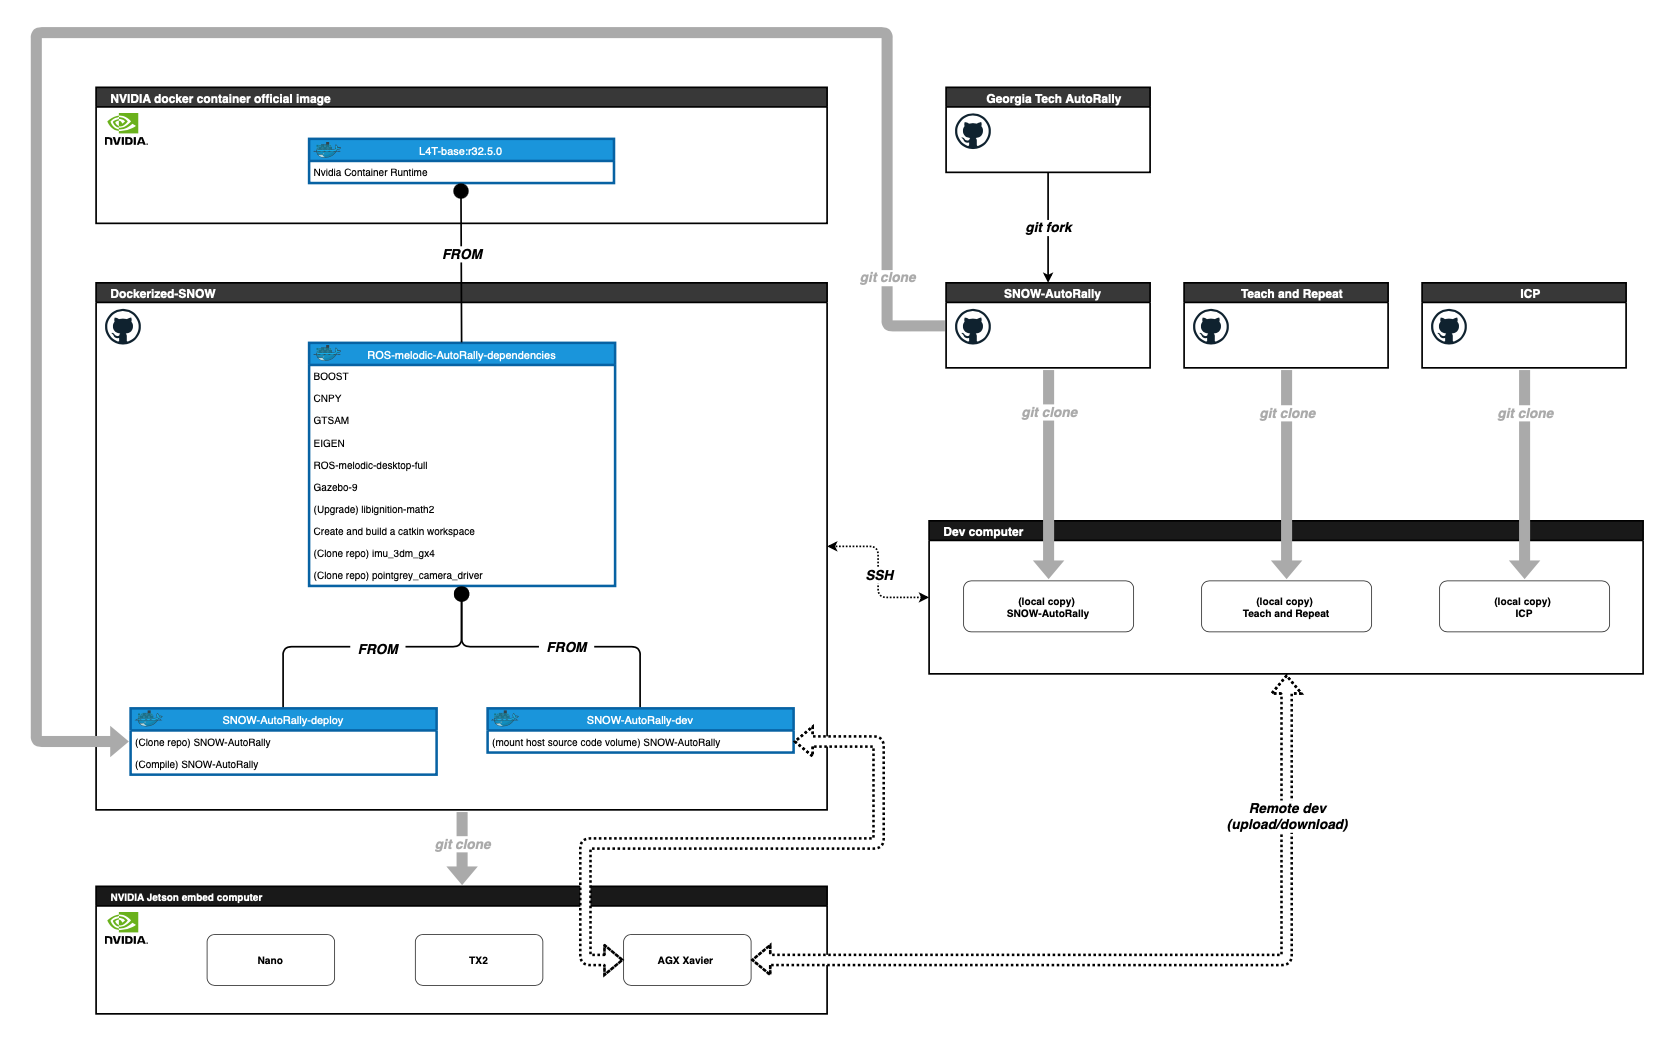 NVIDIA docker container official image
NVIDIA.
L4T-base:r32.5.0
Nvidia Container Runtime
FROM
Georgia Tech AutoRally
git fork
git clone
SNOW-AutoRally
Teach and Repeat
ICP
git clone
git clone
git clone
Dockerized-SNOW
ROS-melodic-AutoRally-dependencies
BOOST
CNPY
GTSAM
EIGEN
ROS-melodic-desktop-full
Gazebo-9
(Upgrade) libignition-math2
Create and build a catkin workspace
(Clone repo) imu_3dm_gx4
(Clone repo) pointgrey_camera_driver
SSH
Dev computer
(local copy)
SNOW-AutoRally
(local copy)
Teach and Repeat
(local copy)
ICP
FROM
FROM
SNOW-AutoRally-deploy
(Clone repo) SNOW-AutoRally
(Compile) SNOW-AutoRally
SNOW-AutoRally-dev
(mount host source code volume) SNOW-AutoRally
Remote dev
(upload/download)
git clone
NVIDIA Jetson embed computer
NVIDIA.
Nano
TX2
AGX Xavier